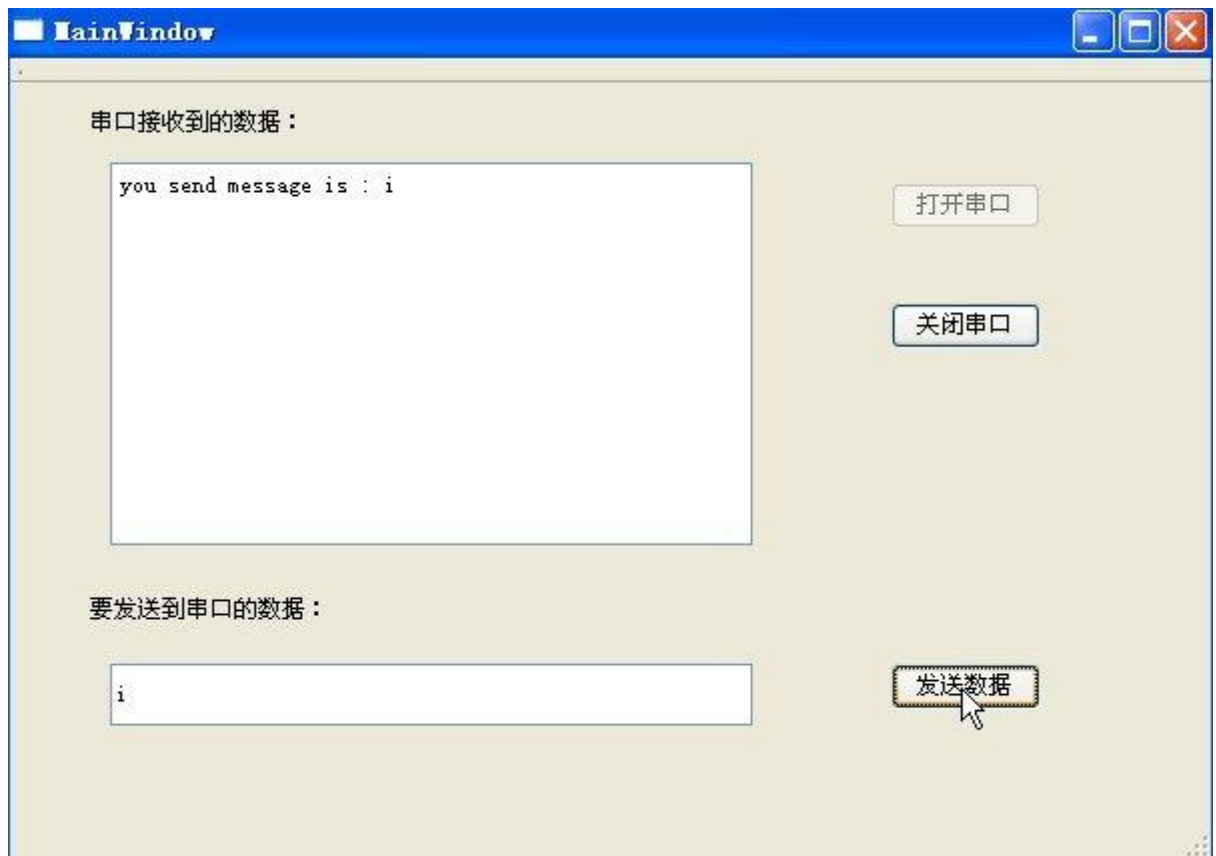 MainWindow
串口接收到的数据：
you send message is : i
打开串口
关闭串口
要发送到串口的数据：
i
发送数据